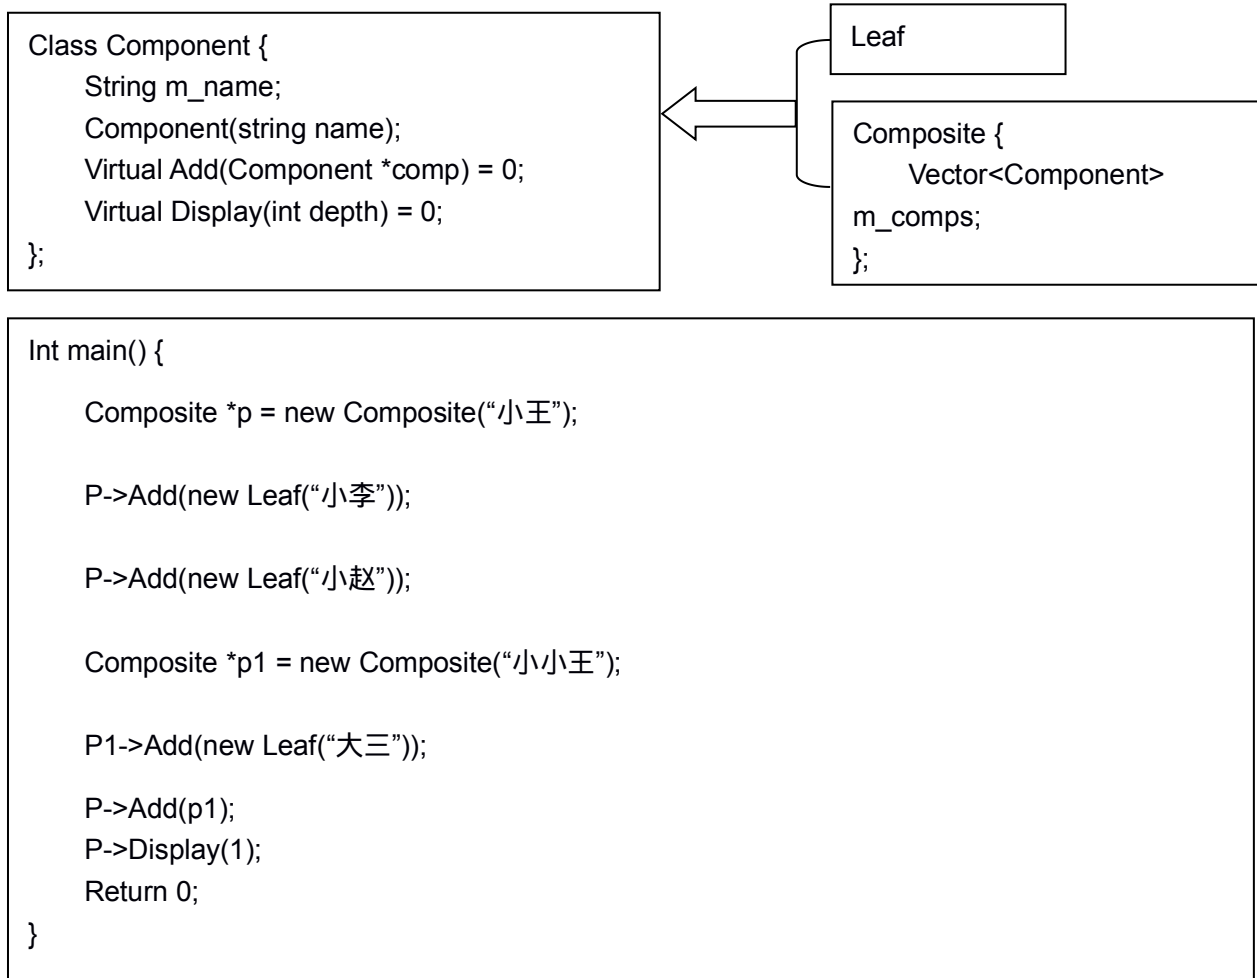 Class Component {
String m_name;
Component(string name);
Virtual Add(Component *comp) = 0;
Virtual Display(int depth) = 0;
};
Leaf
Composite {
Vector<Component>
m_comps;
};
Int main() {
Composite *p = new Composite(“小王”);
P->Add(new Leaf(“小李”));
P->Add(new Leaf(“小赵”));
Composite *p1 = new Composite(“小小王”);
P1->Add(new Leaf(“大三”));
P->Add(p1);
P->Display(1);
Return 0;
}